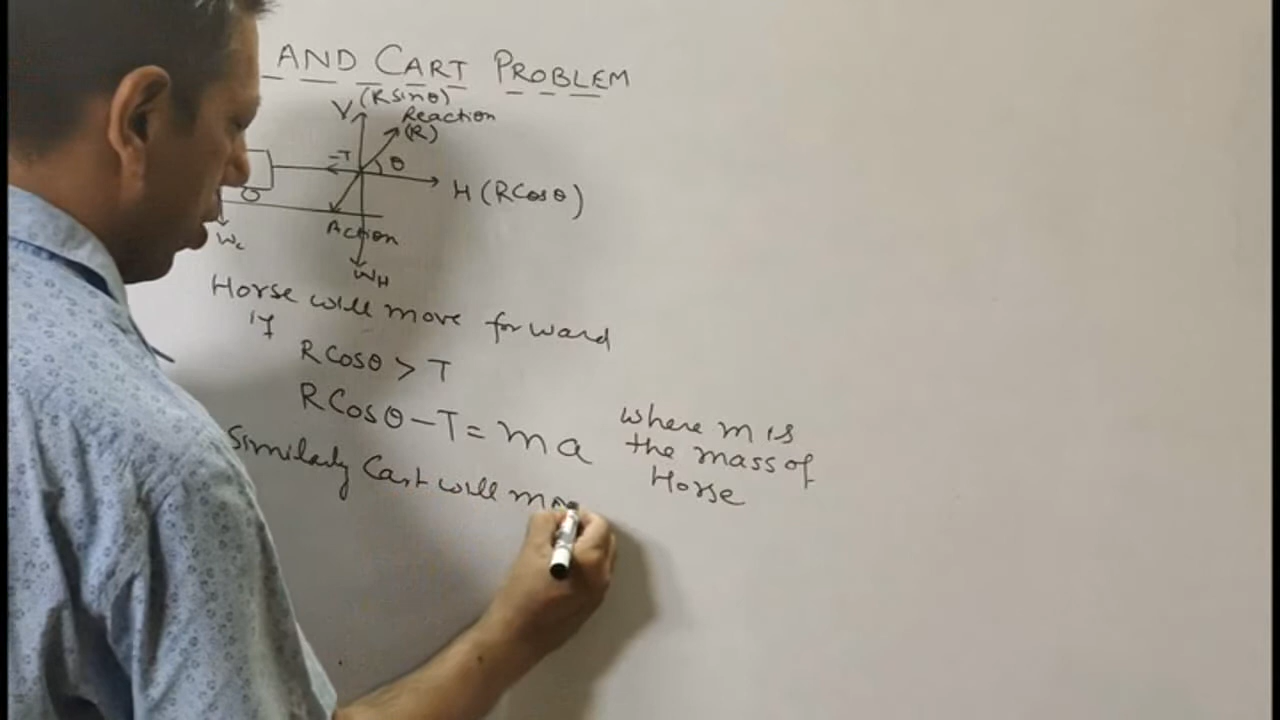 AND CART PROBLEM
(Rsinθ)
V
Reaction
(R)
-T
θ
H (RCosθ)
Action
Wc
WH
Horse will move forward
if
RCosθ > T
RCosθ - T = ma
where m is
the mass of
Horse
Similarly Cart will mo